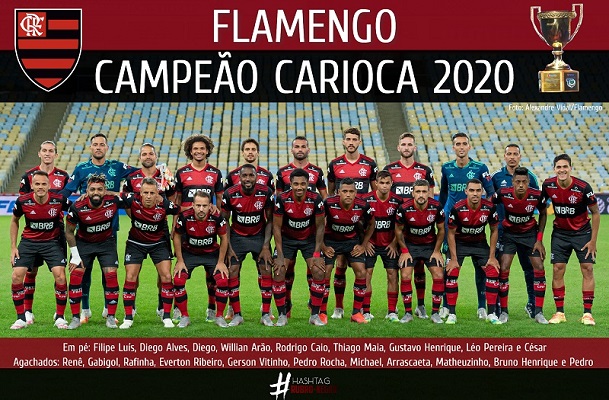 FLAMENGO
CAMPEÃO CARIOCA 2020
Foto: Alexandre Vidal/Flamengo
Em pé: Filipe Luís, Diego Alves, Diego, Willian Arão, Rodrigo Caio, Thiago Maia, Gustavo Henrique, Léo Pereira e César
Agachados: Renê, Gabigol, Rafinha, Everton Ribeiro, Gerson Vitinho, Pedro Rocha, Michael, Arrascaeta, Matheuzinho, Bruno Henrique e Pedro
#HASHTAG